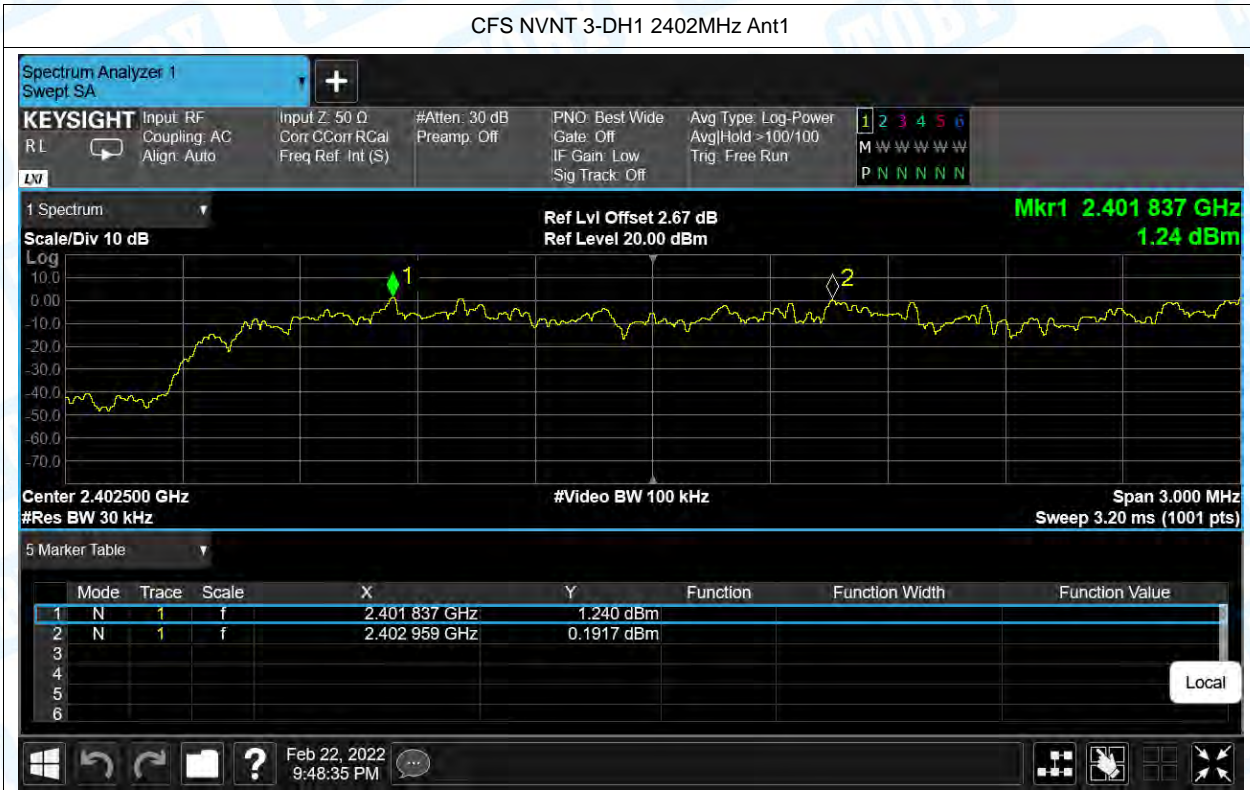 CFS NVNT 3-DH1 2402MHz Ant1
Spectrum Analyzer 1
Swept SA
+
KEYSIGHT Input: RF Input Z: 50 Ω #Atten: 30 dB PNO: Best Wide Avg Type: Log-Power 1 2 3 4 5 6
RL Coupling: AC Corr CCorr RCal Preamp: Off Gate: Off Avg|Hold >100/100 M W W W W W W
Align: Auto Freq Ref: Int (S) IF Gain: Low Trig: Free Run
LXI Sig Track: Off P N N N N N N
1 Spectrum Ref Lvl Offset 2.67 dB Mkr1 2.401 837 GHz
Scale/Div 10 dB Ref Level 20.00 dBm 1.24 dBm
Log
10.0
0.00
-10.0
-20.0
-30.0
-40.0
-50.0
-60.0
-70.0
1
2
Center 2.402500 GHz #Video BW 100 kHz Span 3.000 MHz
#Res BW 30 kHz Sweep 3.20 ms (1001 pts)
5 Marker Table
Mode Trace Scale X Y Function Function Width Function Value
1 N 1 f 2.401 837 GHz 1.240 dBm
2 N 1 f 2.402 959 GHz 0.1917 dBm
3
4
5
6
Local
? Feb 22, 2022
9:48:35 PM